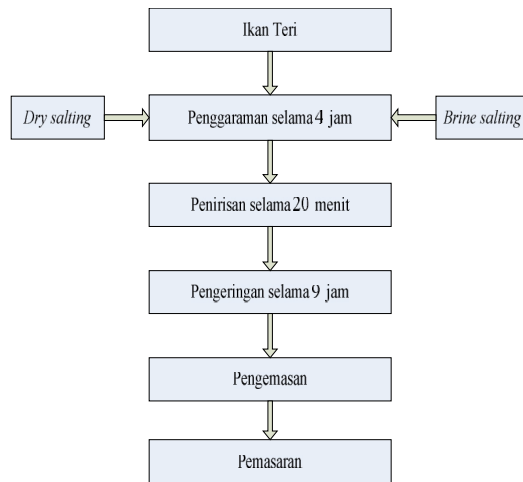 Ikan Teri
Dry salting
Penggaraman selama 4 jam
Brine salting
Penirisan selama 20 menit
Pengeringan selama 9 jam
Pengemasan
Pemasaran